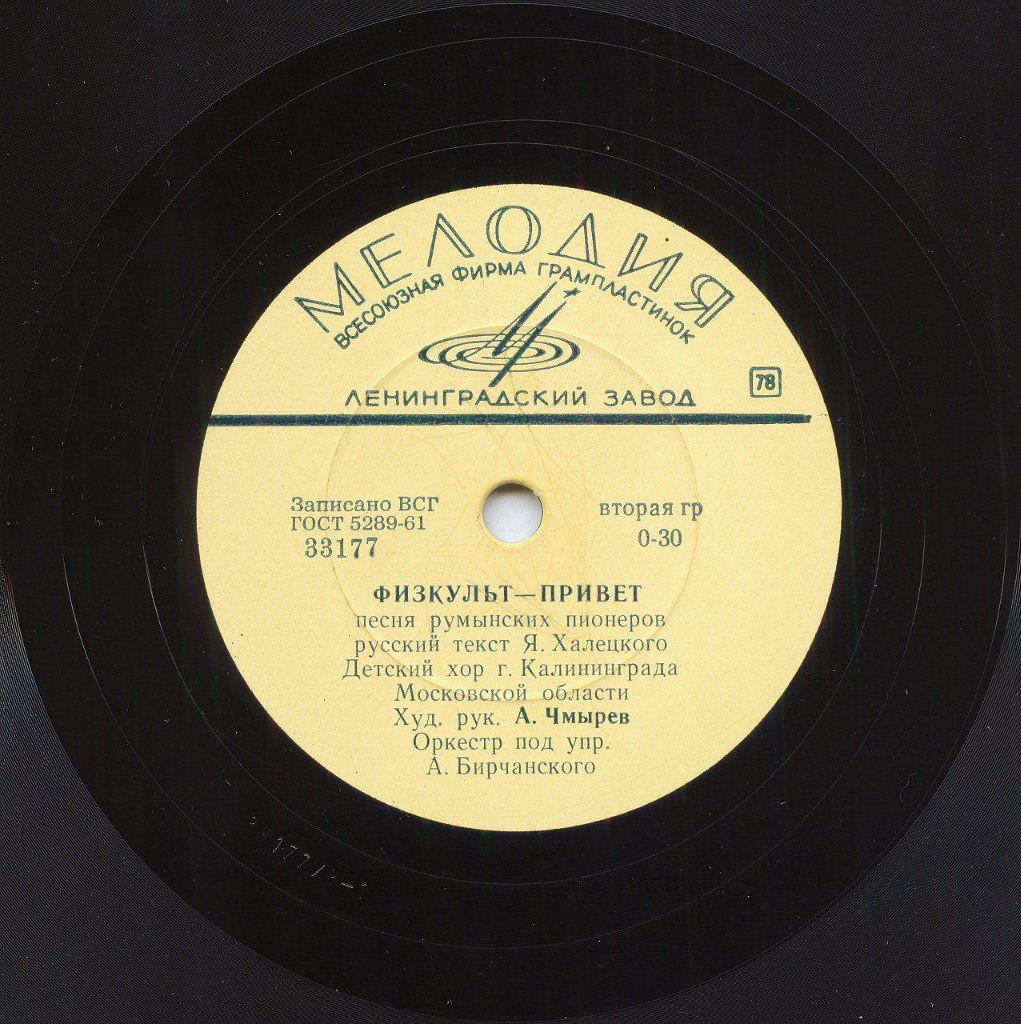 МЕЛОДИЯ
ВСЕСОЮЗНАЯ ФИРМА ГРАМПЛАСТИНОК
ЛЕНИНГРАДСКИЙ ЗАВОД
78
Записано ВСГ
ГОСТ 5289-61
33177
вторая гр
0-30
ФИЗКУЛЬТ—ПРИВЕТ
песня румынских пионеров
русский текст Я. Халецкого
Детский хор г. Калининграда
Московской области
Худ. рук. А. Чмырев
Оркестр под упр.
А. Бирчанского